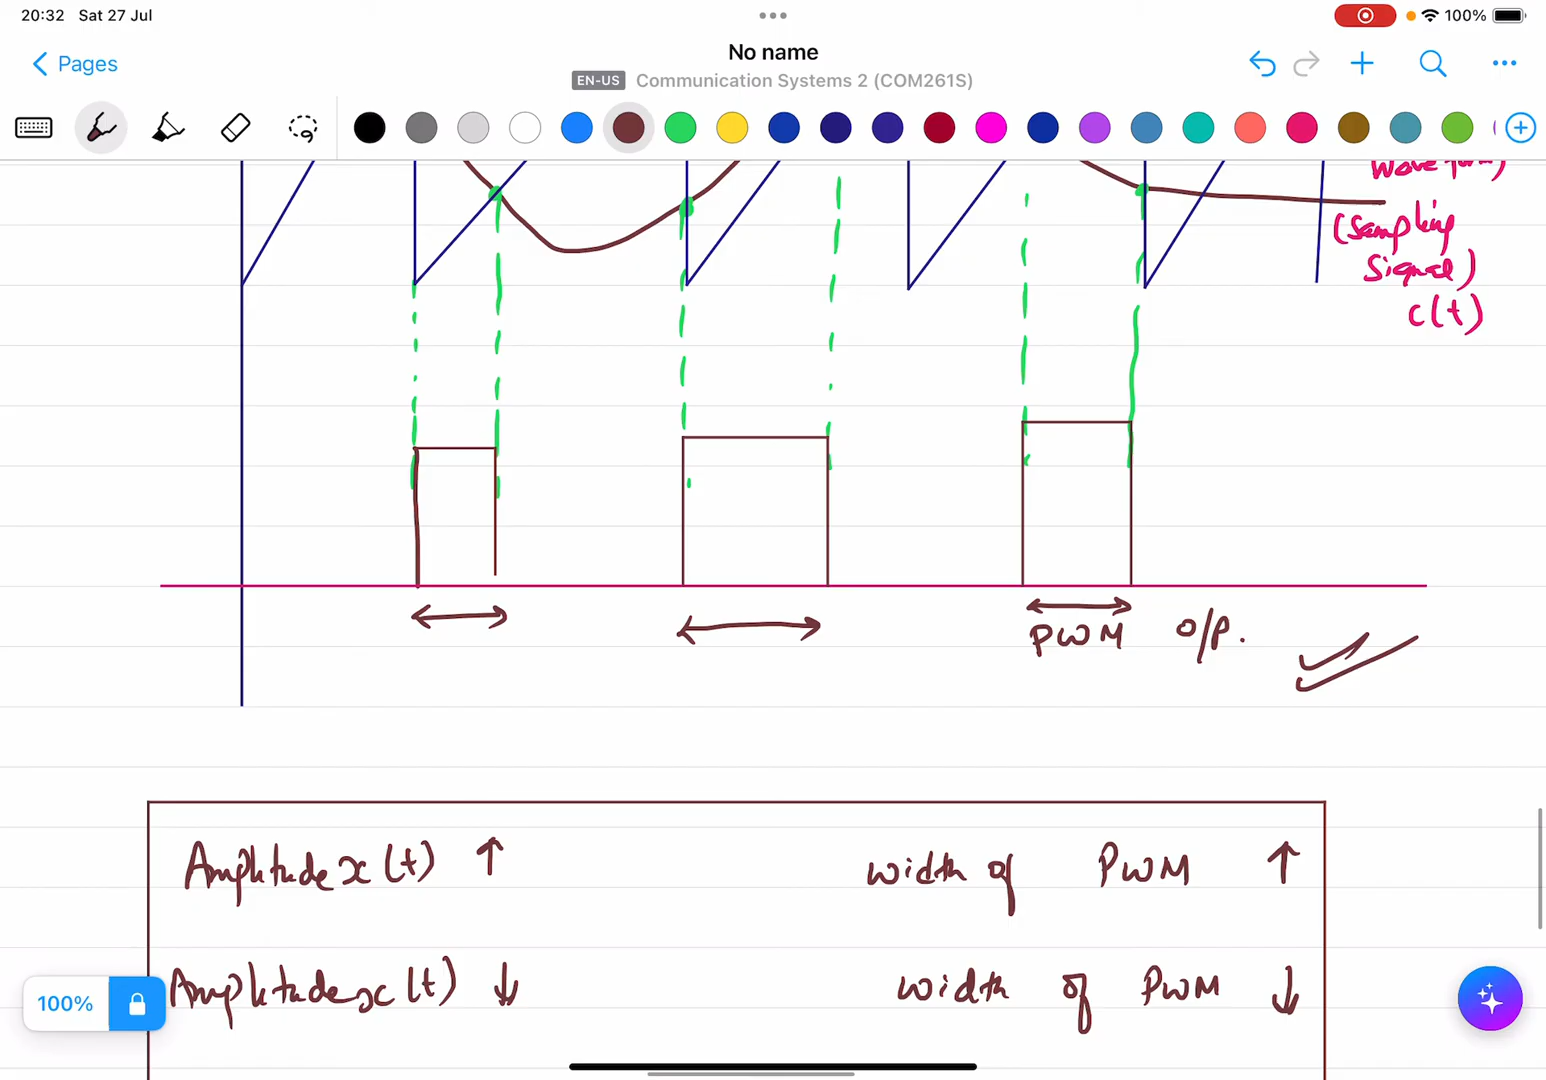 20:32 Sat 27 Jul
100%
No name
Pages
EN-US Communication Systems 2 (COM261S)
Waveform)
(Sampling
Signal)
c(t)
PWM O/P.
Amplitude x(t) ↑ width of PWM ↑
Amplitude x(t) ↓ width of PWM ↓
100%